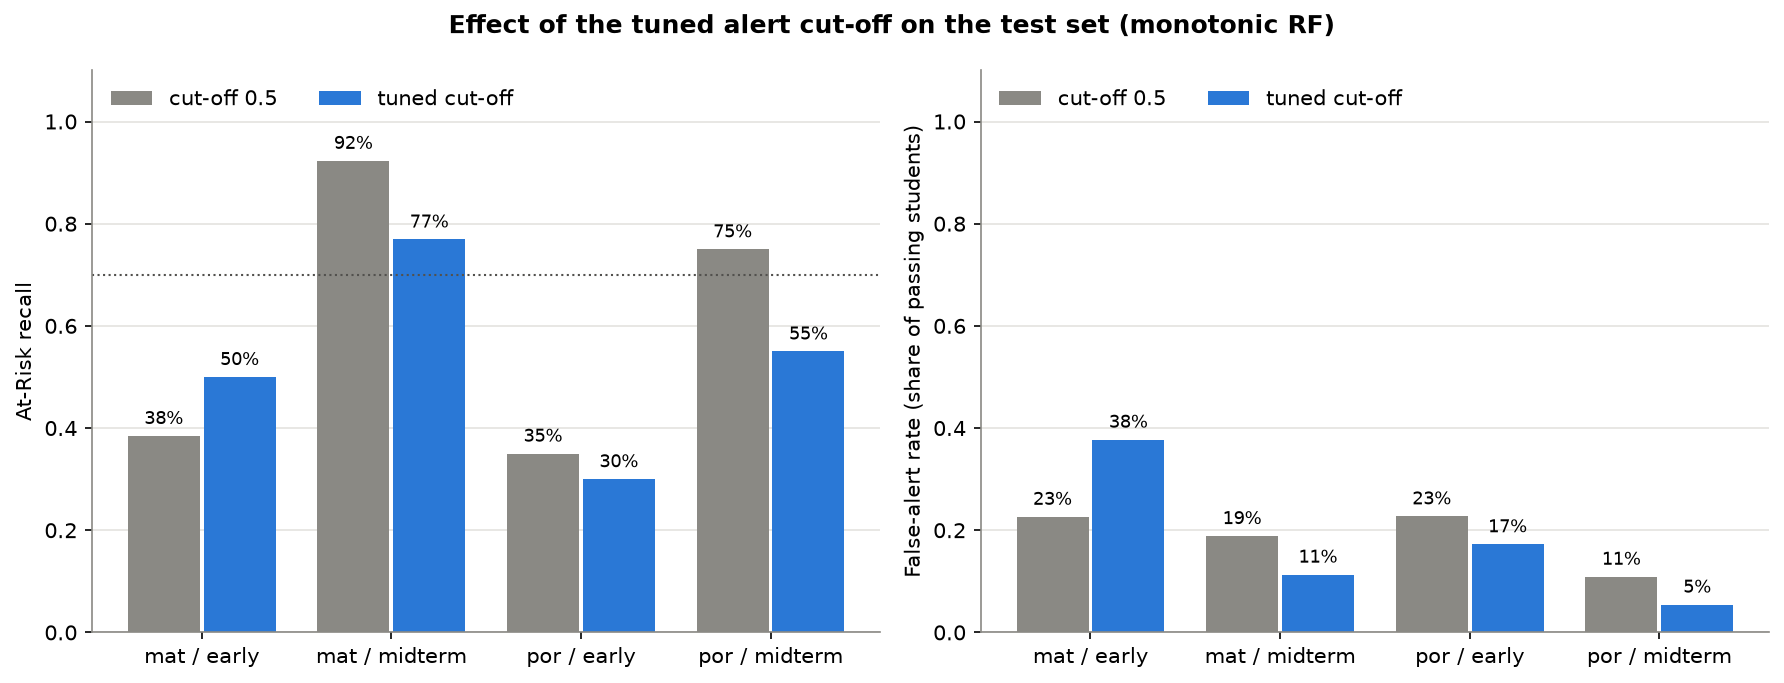 Effect of the tuned alert cut-off on the test set (monotonic RF)
cut-off 0.5
tuned cut-off
At-Risk recall
1.0
0.8
0.6
0.4
0.2
0.0
38%
50%
92%
77%
35%
30%
75%
55%
mat / early
mat / midterm
por / early
por / midterm
cut-off 0.5
tuned cut-off
False-alert rate (share of passing students)
1.0
0.8
0.6
0.4
0.2
0.0
23%
38%
19%
11%
23%
17%
11%
5%
mat / early
mat / midterm
por / early
por / midterm